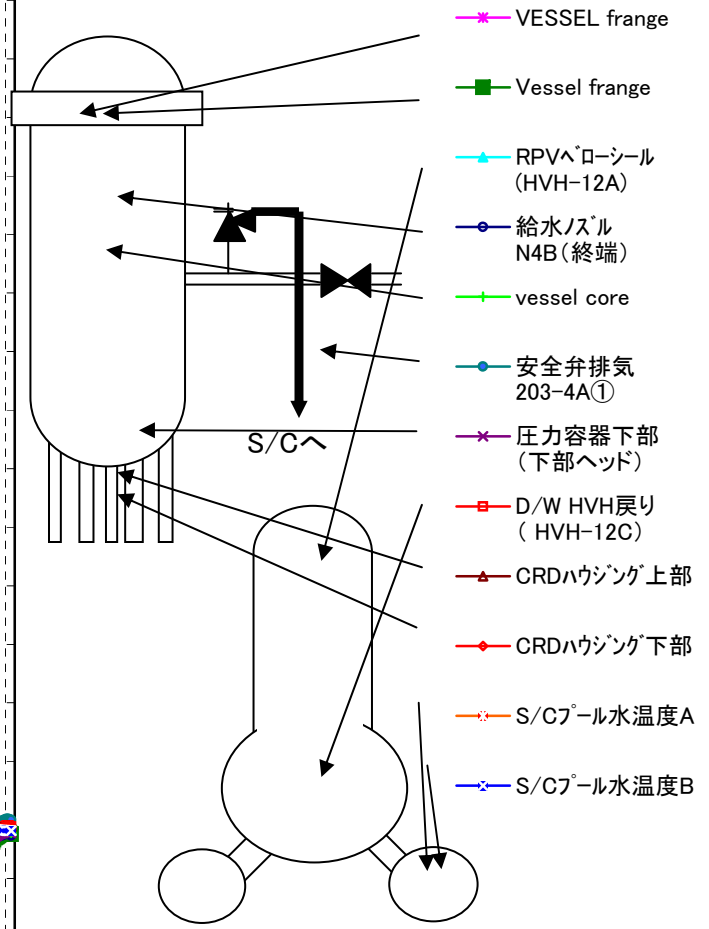 VESSEL frange
Vessel frange
RPVﾍﾞローシール
(HVH-12A)
給水ﾉｽﾞﾙ
N4B(終端)
vessel core
安全弁排気
203-4A①
圧力容器下部
(下部ヘッド)
D/W HVH戻り
( HVH-12C)
CRDﾊｳｼﾞﾝｸﾞ上部
CRDﾊｳｼﾞﾝｸﾞ下部
S/Cﾌﾟｰﾙ水温度A
S/Cﾌﾟｰﾙ水温度B
S/Cへ